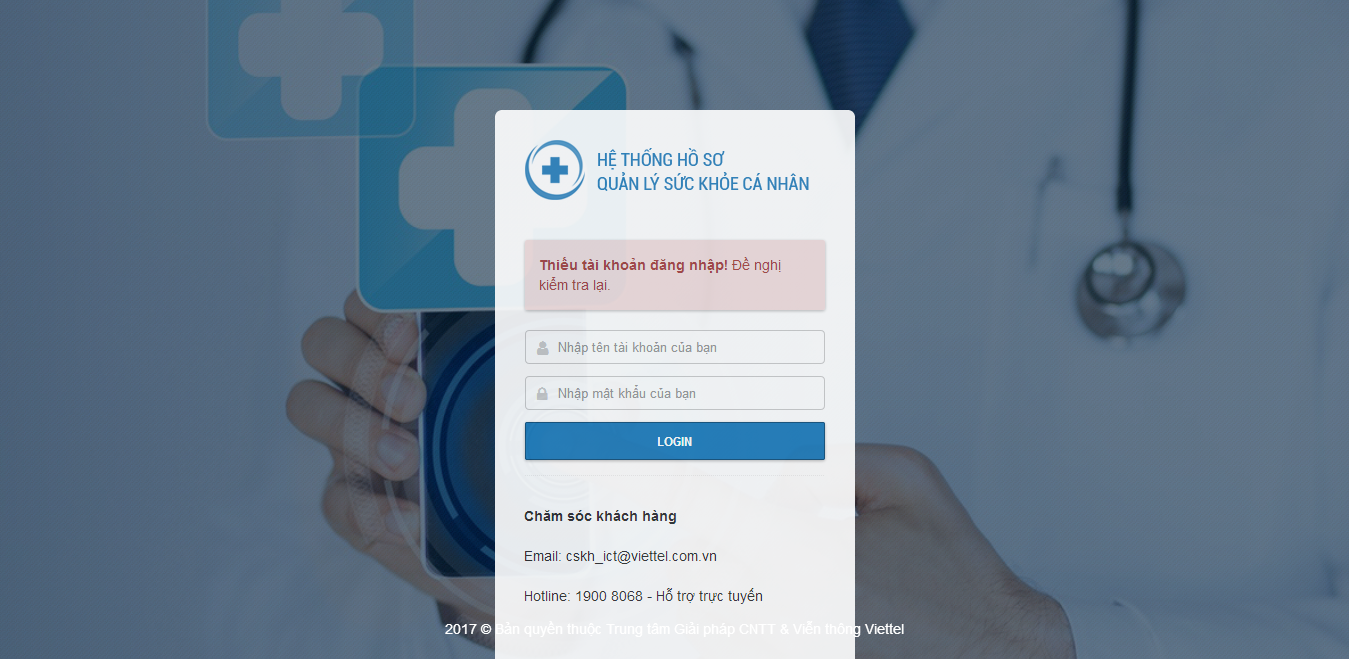 HỆ THỐNG HỒ SƠ
QUẢN LÝ SỨC KHỎE CÁ NHÂN
Thiếu tài khoản đăng nhập! Đề nghị
kiểm tra lại.
Nhập tên tài khoản của bạn
Nhập mật khẩu của bạn
LOGIN
Chăm sóc khách hàng
Email: cskh_ict@viettel.com.vn
Hotline: 1900 8068 - Hỗ trợ trực tuyến
2017 © Bản quyền thuộc Trung tâm Giải pháp CNTT & Viễn thông Viettel